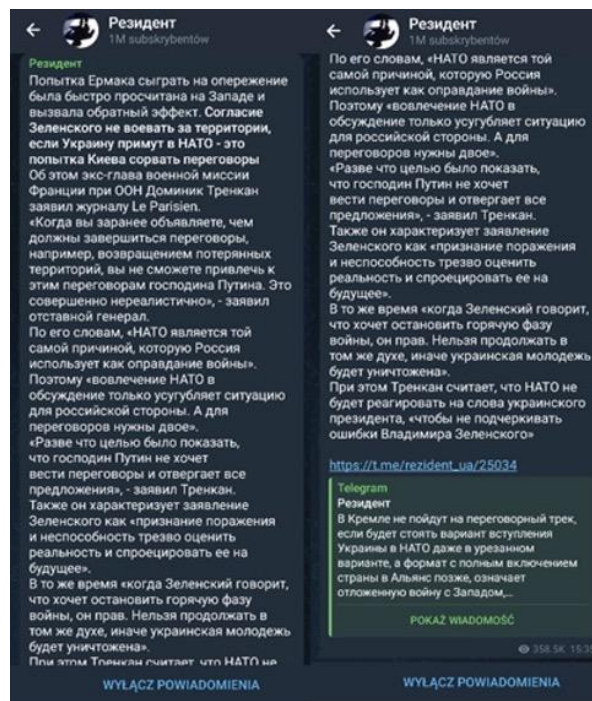 Резидент
1M subskrybentów
Резидент
Попытка Ермака сыграть на опережение
была быстро просчитана на Западе и
вызвала обратный эффект. Согласие
Зеленского не воевать за территории,
если Украину примут в НАТО - это
попытка Киева сорвать переговоры
Об этом экс-глава военной миссии
Франции при ООН Доминик Тренкан
заявил журналу Le Parisien.
«Когда вы заранее объявляете, чем
должны завершиться переговоры,
например, возвращением потерянных
территорий, вы не сможете привлечь к
этим переговорам господина Путина. Это
совершенно нереалистично», - заявил
отставной генерал.
По его словам, «НАТО является той
самой причиной, которую Россия
использует как оправдание войны».
Поэтому «вовлечение НАТО в
обсуждение только усугубляет ситуацию
для российской стороны. А для
переговоров нужны двое».
«Разве что целью было показать,
что господин Путин не хочет
вести переговоры и отвергает все
предложения», - заявил Тренкан.
Также он характеризует заявление
Зеленского как «признание поражения
и неспособность трезво оценить
реальность и спроецировать ее на
будущее».
В то же время «когда Зеленский говорит,
что хочет остановить горячую фазу
войны, он прав. Нельзя продолжать в
том же духе, иначе украинская молодежь
будет уничтожена».
При этом Тренкан считает, что НАТО не
WYŁĄCZ POWIADOMIENIA
Резидент
1M subskrybentów
По его словам, «НАТО является той
самой причиной, которую Россия
использует как оправдание войны».
Поэтому «вовлечение НАТО в
обсуждение только усугубляет ситуацию
для российской стороны. А для
переговоров нужны двое».
«Разве что целью было показать,
что господин Путин не хочет
вести переговоры и отвергает все
предложения», - заявил Тренкан.
Также он характеризует заявление
Зеленского как «признание поражения
и неспособность трезво оценить
реальность и спроецировать ее на
будущее».
В то же время «когда Зеленский говорит,
что хочет остановить горячую фазу
войны, он прав. Нельзя продолжать в
том же духе, иначе украинская молодежь
будет уничтожена».
При этом Тренкан считает, что НАТО не
будет реагировать на слова украинского
президента, «чтобы не подчеркивать
ошибки Владимира Зеленского»
https://t.me/rezident_ua/25034
Telegram
Резидент
В Кремле не пойдут на переговорный трек,
если будет стоять вариант вступления
Украины в НАТО даже в урезанном
варианте, а формат с полным включением
страны в Альянс позже, означает
отложенную войну с Западом,...
POKAŻ WIADOMOŚĆ
358.5K 15:35
WYŁĄCZ POWIADOMIENIA